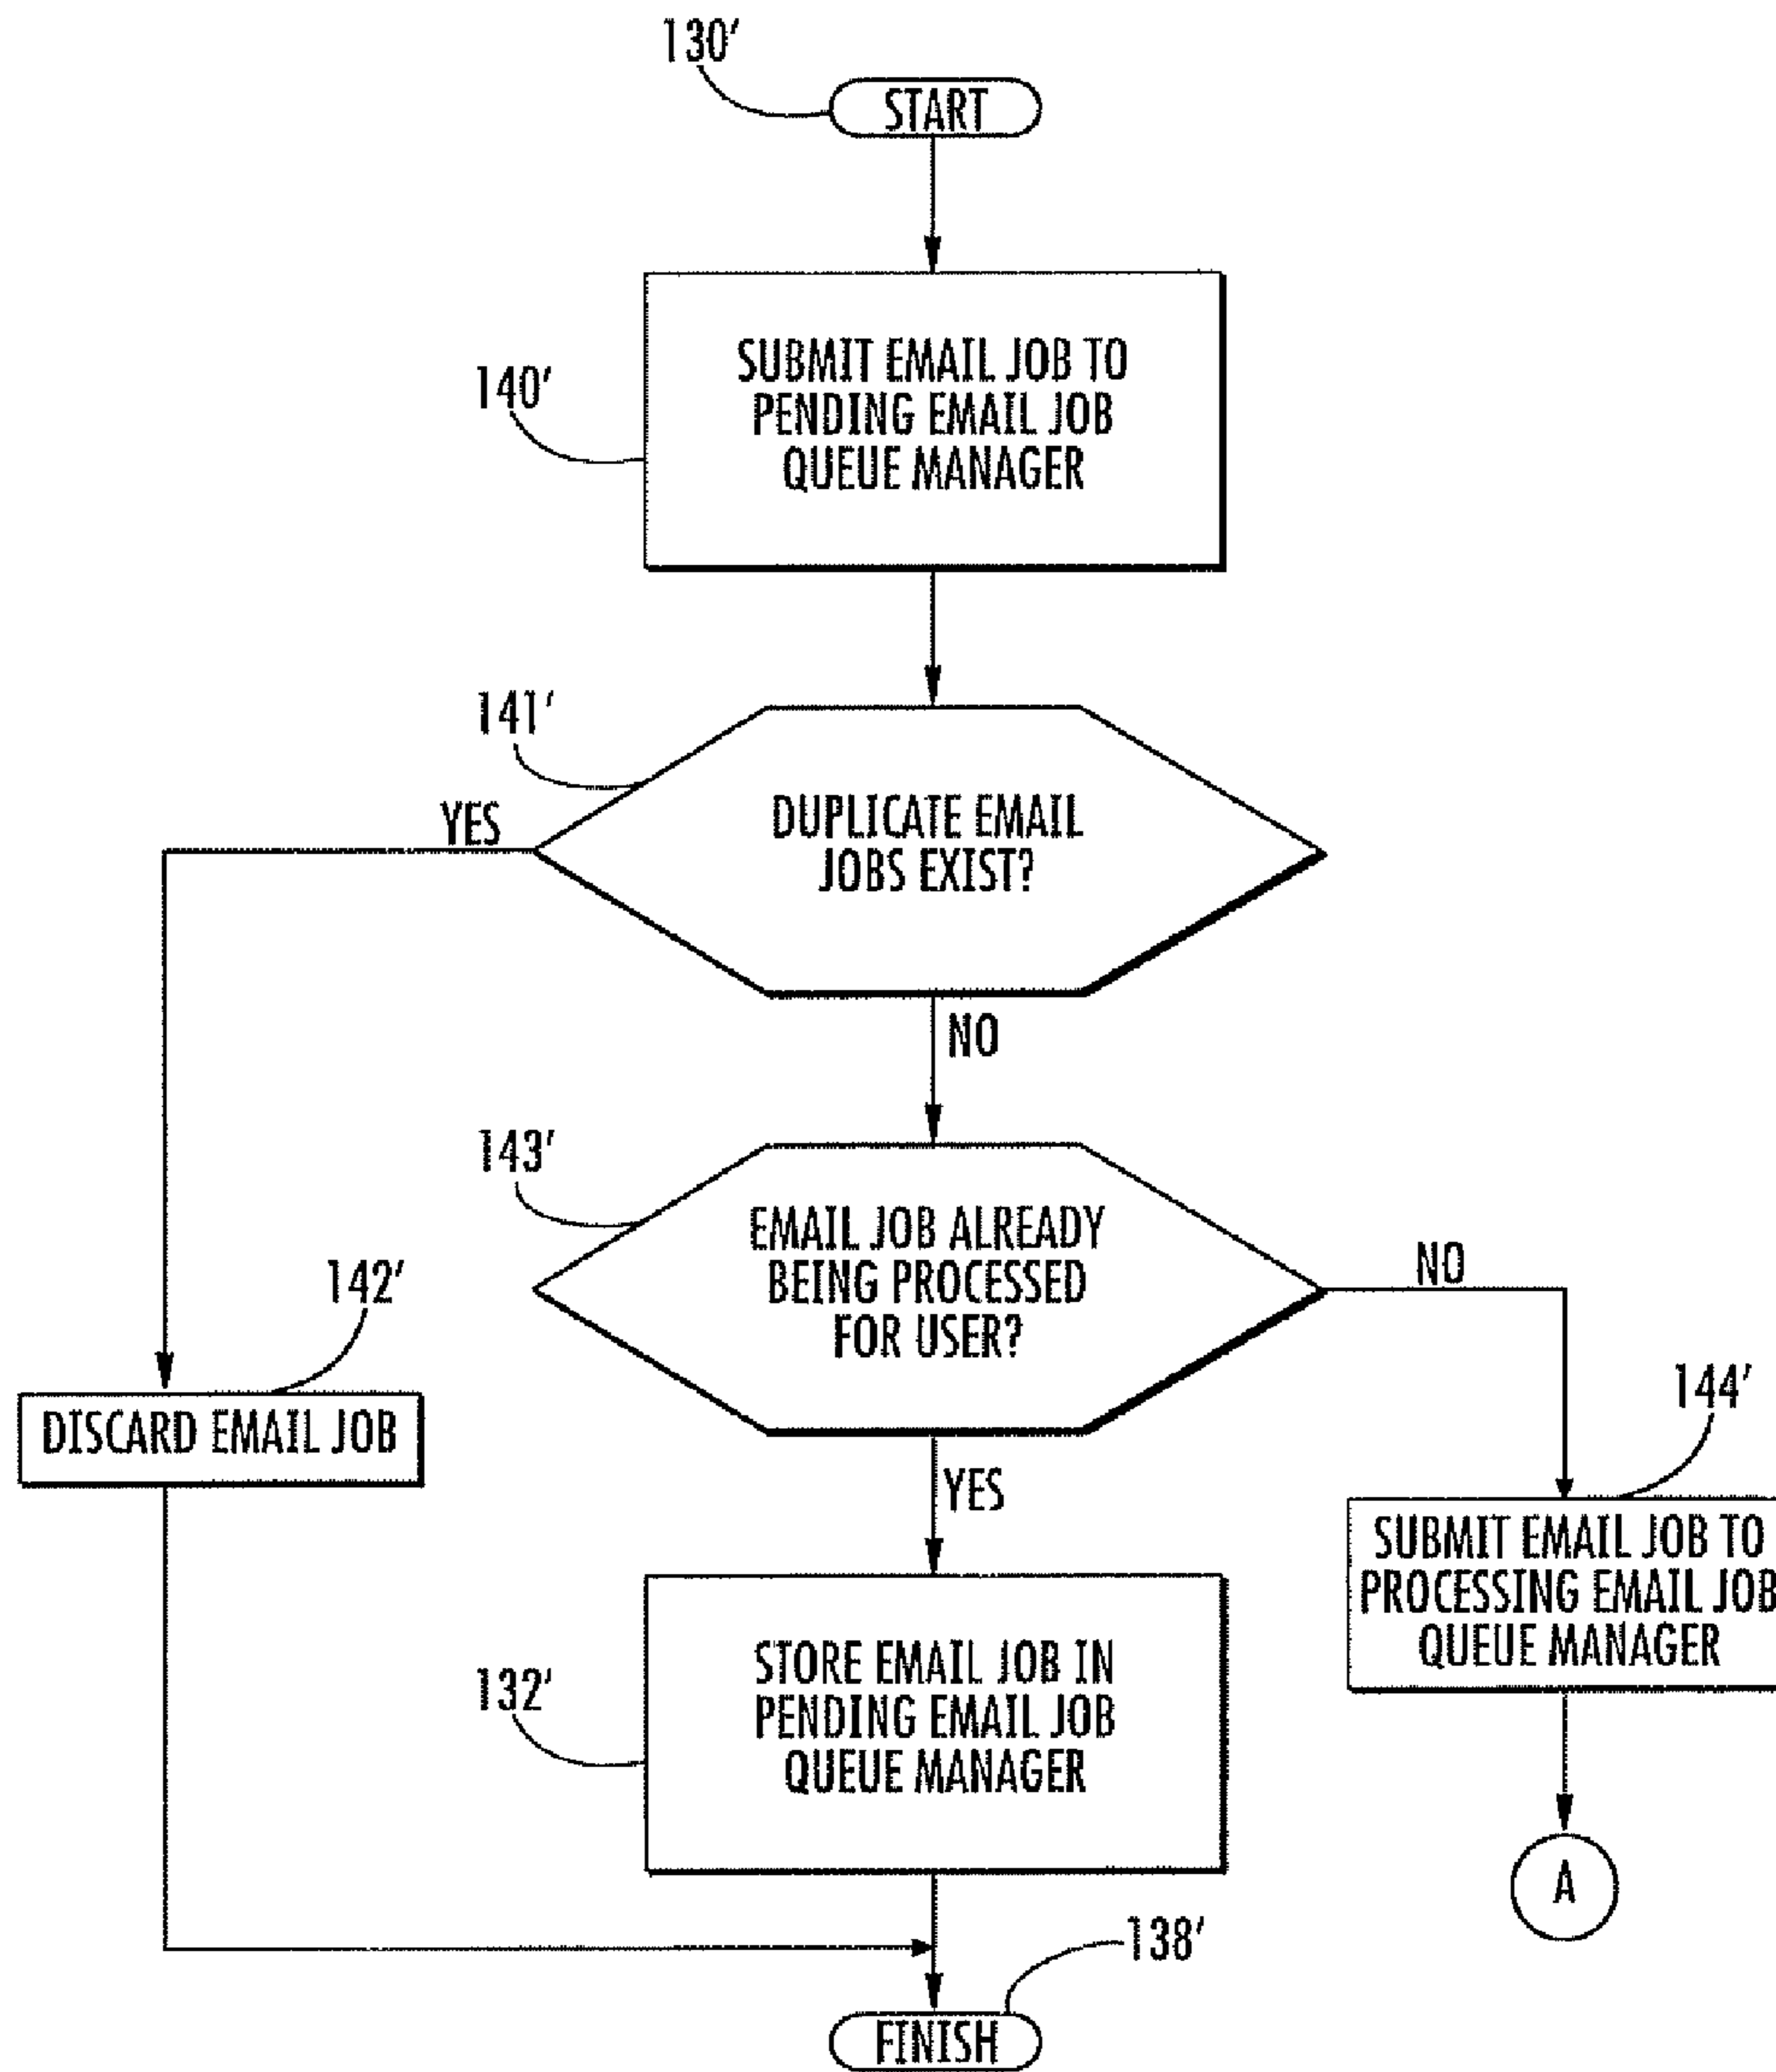 130'
START
140'
SUBMIT EMAIL JOB TO
PENDING EMAIL JOB
QUEUE MANAGER
141'
YES
DUPLICATE EMAIL
JOBS EXIST?
NO
143'
EMAIL JOB ALREADY
BEING PROCESSED
FOR USER?
NO
142'
DISCARD EMAIL JOB
144'
YES
SUBMIT EMAIL JOB TO
PROCESSING EMAIL JOB
QUEUE MANAGER
132'
STORE EMAIL JOB IN
PENDING EMAIL JOB
QUEUE MANAGER
A
138'
FINISH